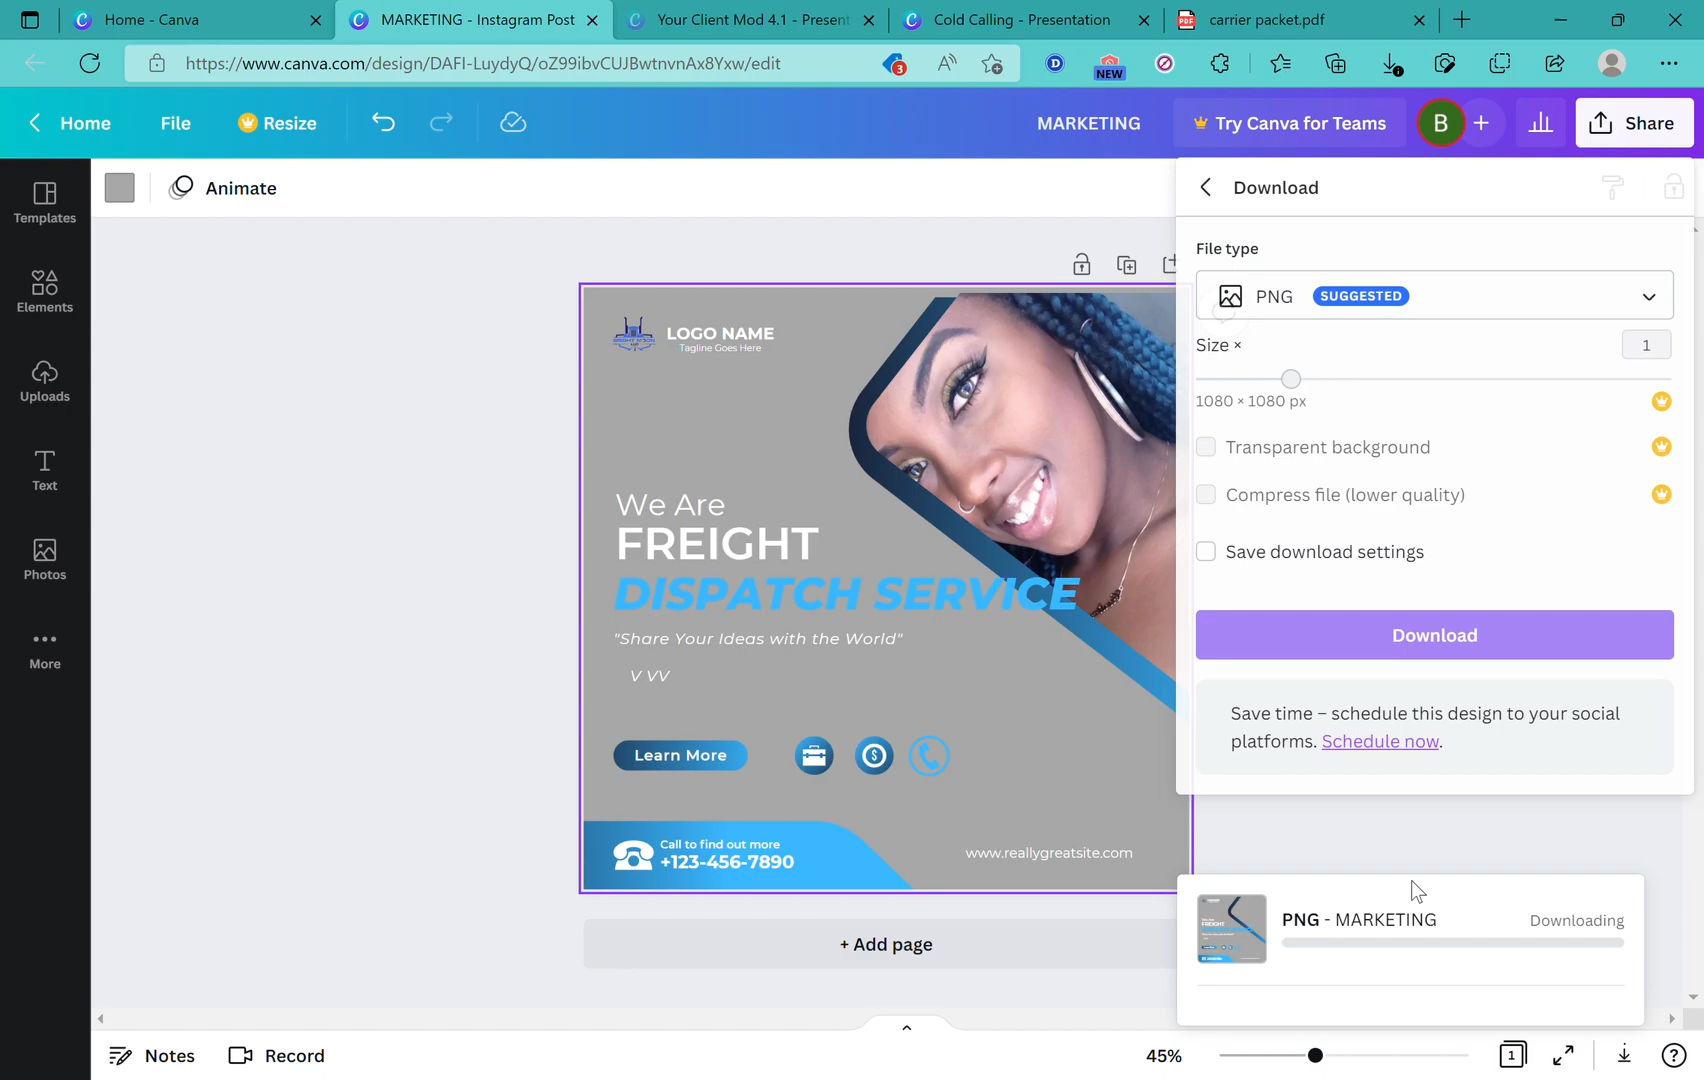 Home - Canva
MARKETING - Instagram Post
Your Client Mod 4.1 - Present
Cold Calling - Presentation
PDF
carrier packet.pdf
https://www.canva.com/design/DAFI-LuydyQ/oZ99ibvCUJBwtnvnAx8Yxw/edit
3
D
NEW
Home
File
Resize
MARKETING
Try Canva for Teams
B
Share
Templates
Elements
Uploads
Text
Photos
More
Animate
LOGO NAME
Tagline Goes Here
We Are
FREIGHT
DISPATCH SERVICE
"Share Your Ideas with the World"
V VV
Learn More
$
Call to find out more
+123-456-7890
www.reallygreatsite.com
+ Add page
Download
File type
PNG SUGGESTED
Size ×
1
1080 × 1080 px
Transparent background
Compress file (lower quality)
Save download settings
Download
Save time – schedule this design to your social
platforms. Schedule now.
PNG - MARKETING
Downloading
Notes
Record
45%
1
?